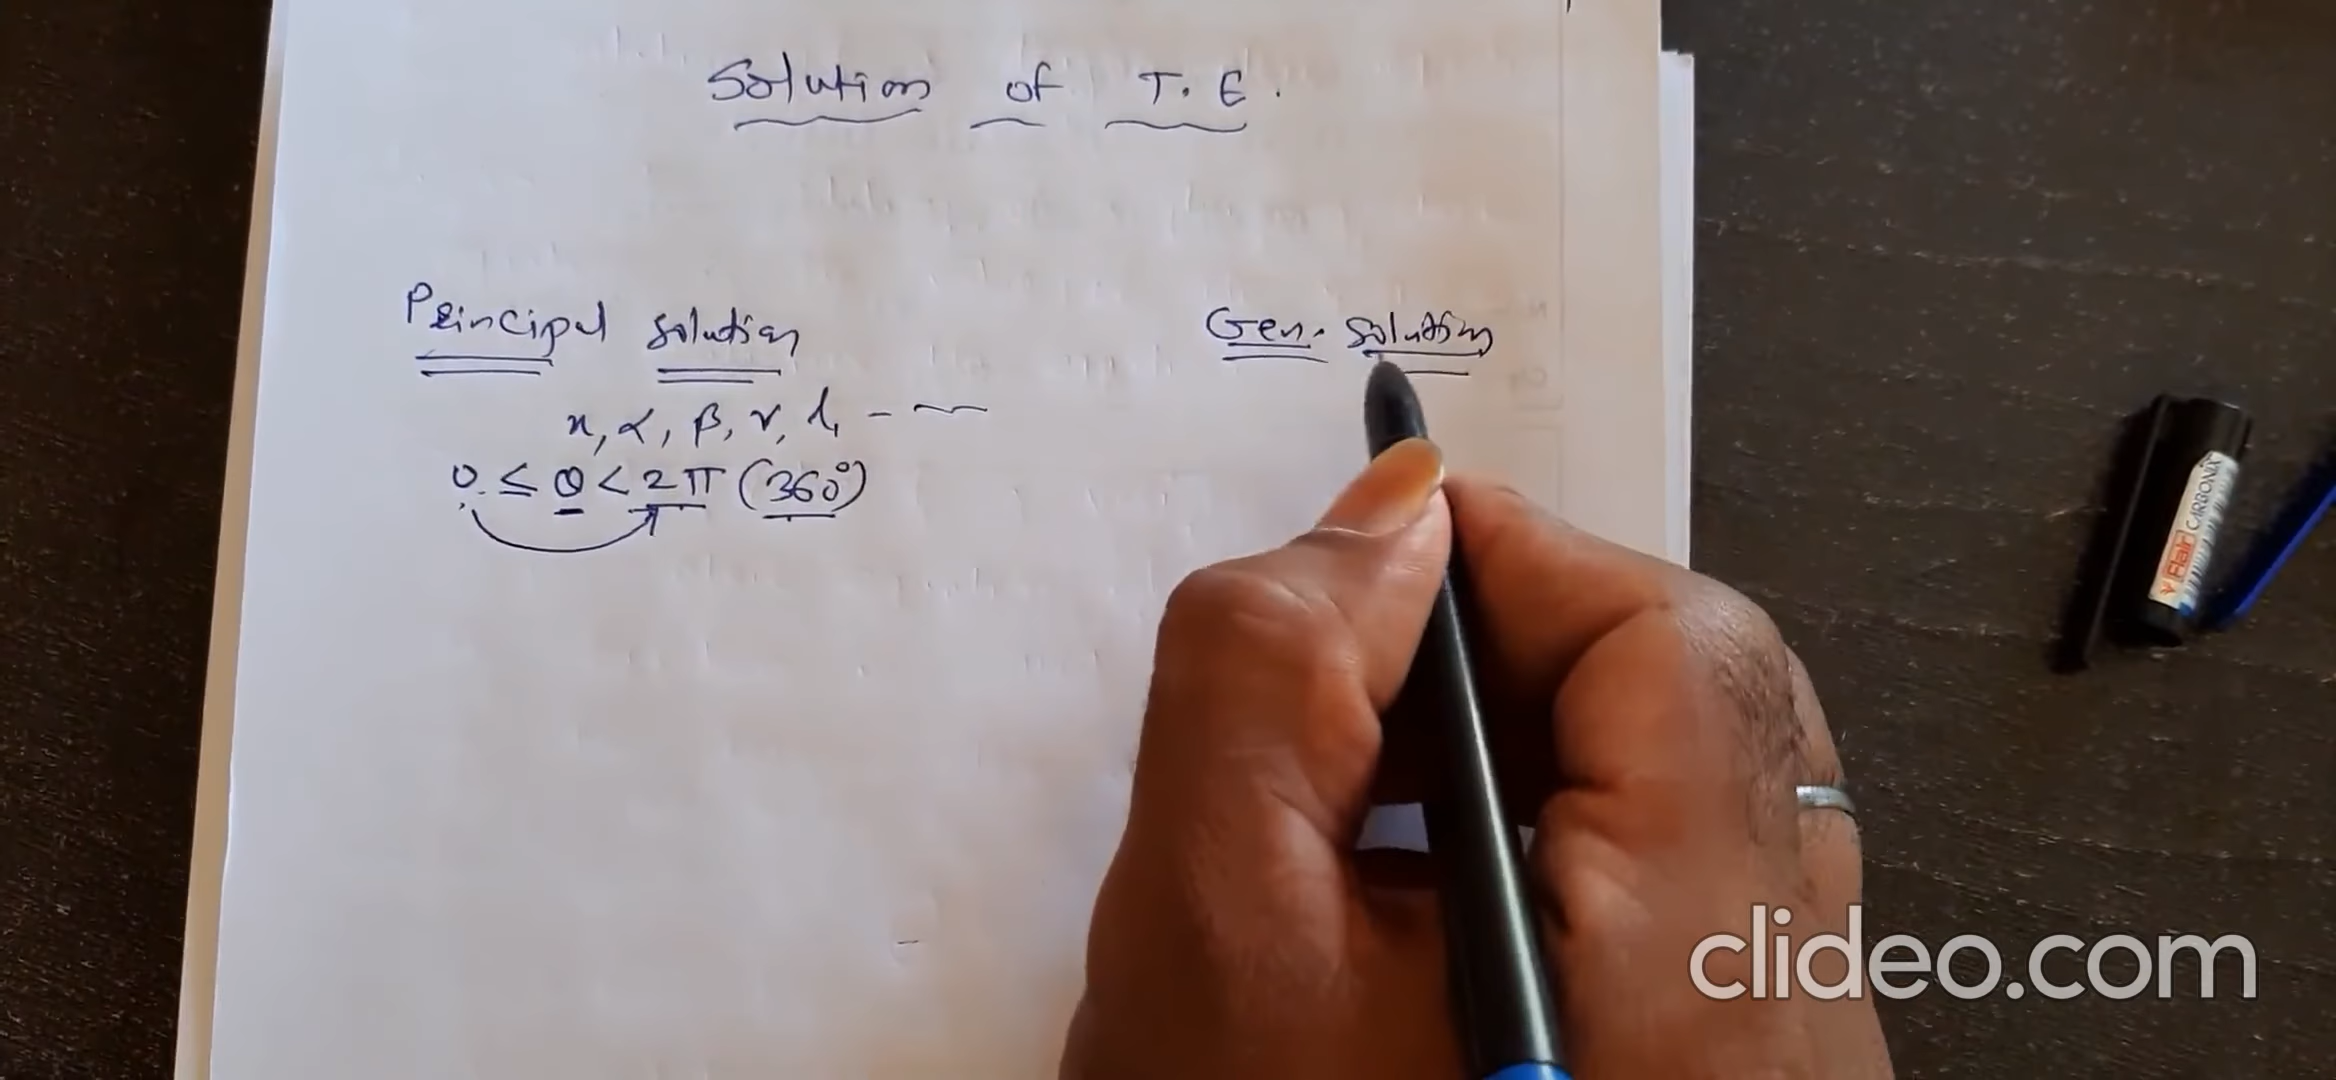 Solution of T. E.
Principal solution
Gen. solution
x, α, β, γ, λ, - —
0 ≤ θ < 2π (360°)
Flair CARBONIX
clideo.com